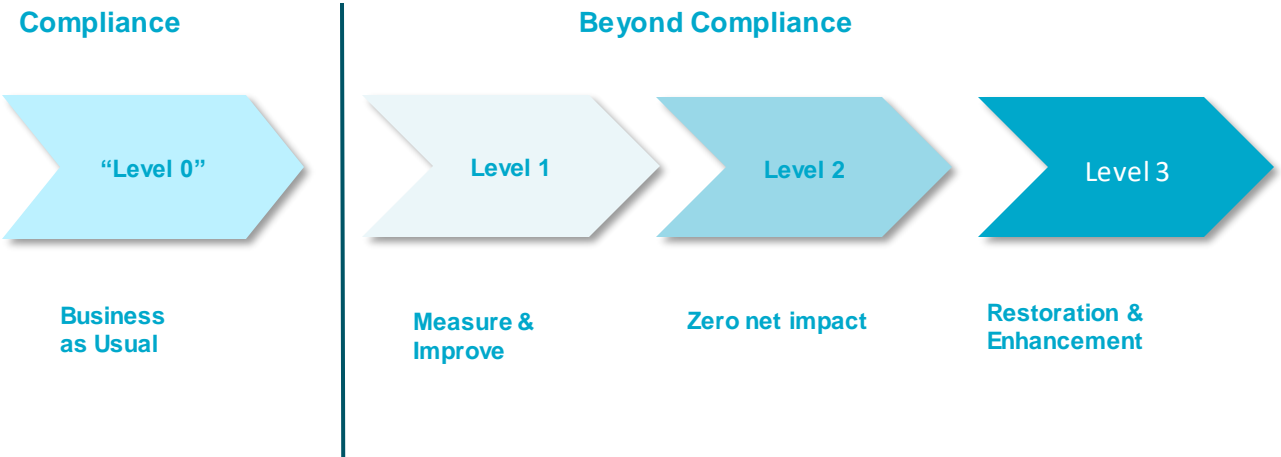 Compliance
Beyond Compliance
“Level 0”
Level 1
Level 2
Level 3
Business
as Usual
Measure &
Improve
Zero net impact
Restoration &
Enhancement